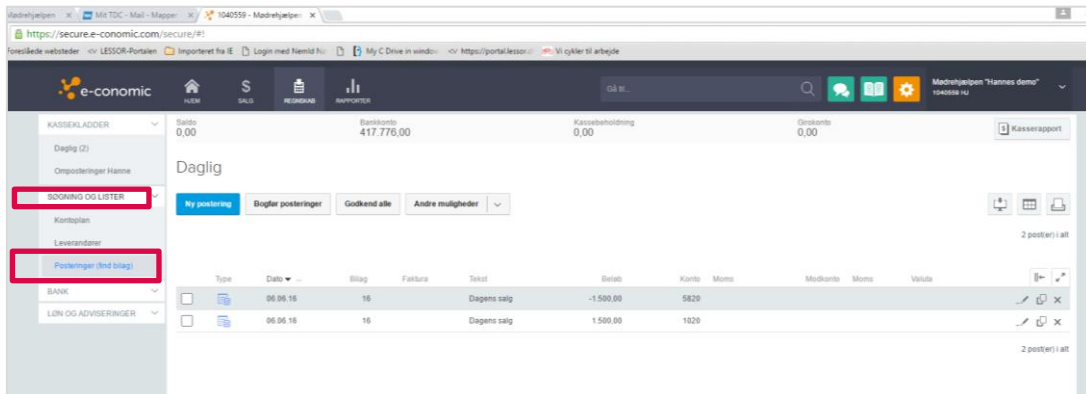 Mødrehjælpen
Mit TDC - Mail - Mapper
1040559 - Mødrehjælpen
https://secure.e-conomic.com/secure/#!
Foreslåede websteder
LESSOR-Portalen
Importeret fra IE
Login med NemId
My C Drive in window
https://portal.lessor.
Vi cykler til arbejde
e-conomic
HJEM
SALG
REGNSKAB
RAPPORTER
Gå til...
Mødrehjælpen "Hannes demo"
1040559 HJ
KASSEKLADDER
Daglig (2)
Omposteringer Hanne
SØGNING OG LISTER
Kontoplan
Leverandører
Posteringer (find bilag)
BANK
LØN OG ADVISERINGER
Saldo Bankkonto Kassebeholdning Girokonto
0,00 417.776,00 0,00 0,00
Kasserapport
Daglig
Ny postering Bogfør posteringer Godkend alle Andre muligheder
2 post(er) i alt
Type Dato Bilag Faktura Tekst Beløb Konto Moms Modkonto Moms Valuta
06.06.16 16 Dagens salg -1.500,00 5820
06.06.16 16 Dagens salg 1.500,00 1020
2 post(er) i alt